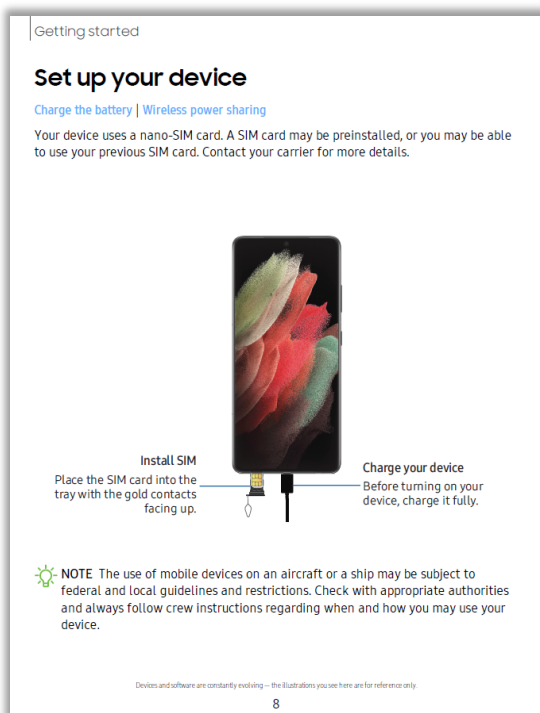 Getting started
Set up your device
Charge the battery | Wireless power sharing
Your device uses a nano-SIM card. A SIM card may be preinstalled, or you may be able
to use your previous SIM card. Contact your carrier for more details.
Install SIM
Place the SIM card into the
tray with the gold contacts
facing up.
Charge your device
Before turning on your
device, charge it fully.
NOTE The use of mobile devices on an aircraft or a ship may be subject to
federal and local guidelines and restrictions. Check with appropriate authorities
and always follow crew instructions regarding when and how you may use your
device.
Devices and software are constantly evolving — the illustrations you see here are for reference only.
8